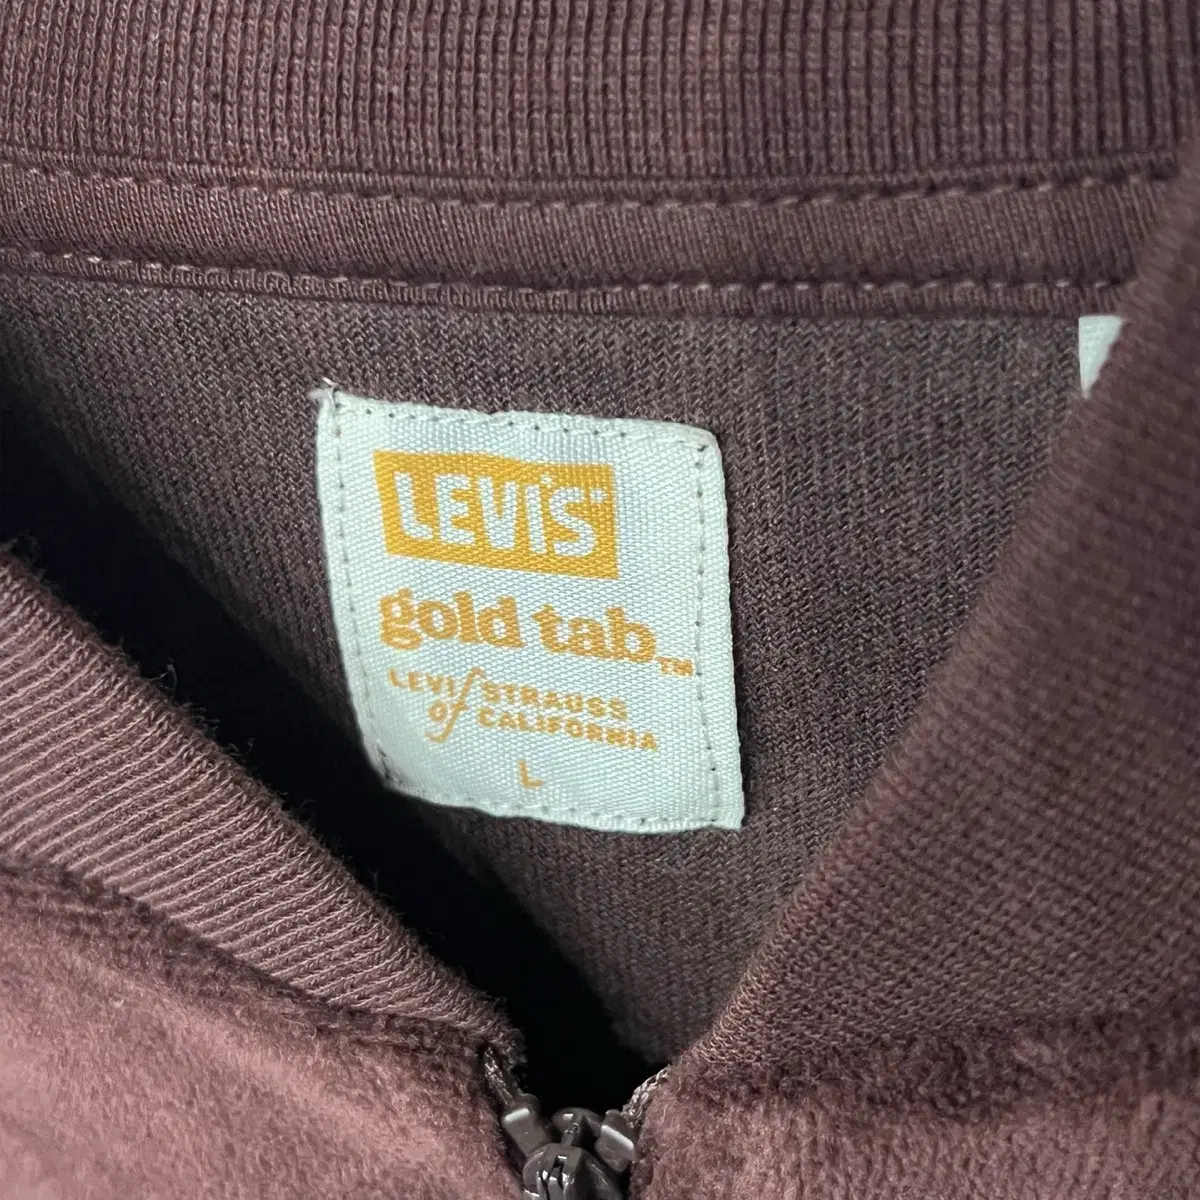 LEVI'S
gold tab™
LEVI STRAUSS
of CALIFORNIA
L